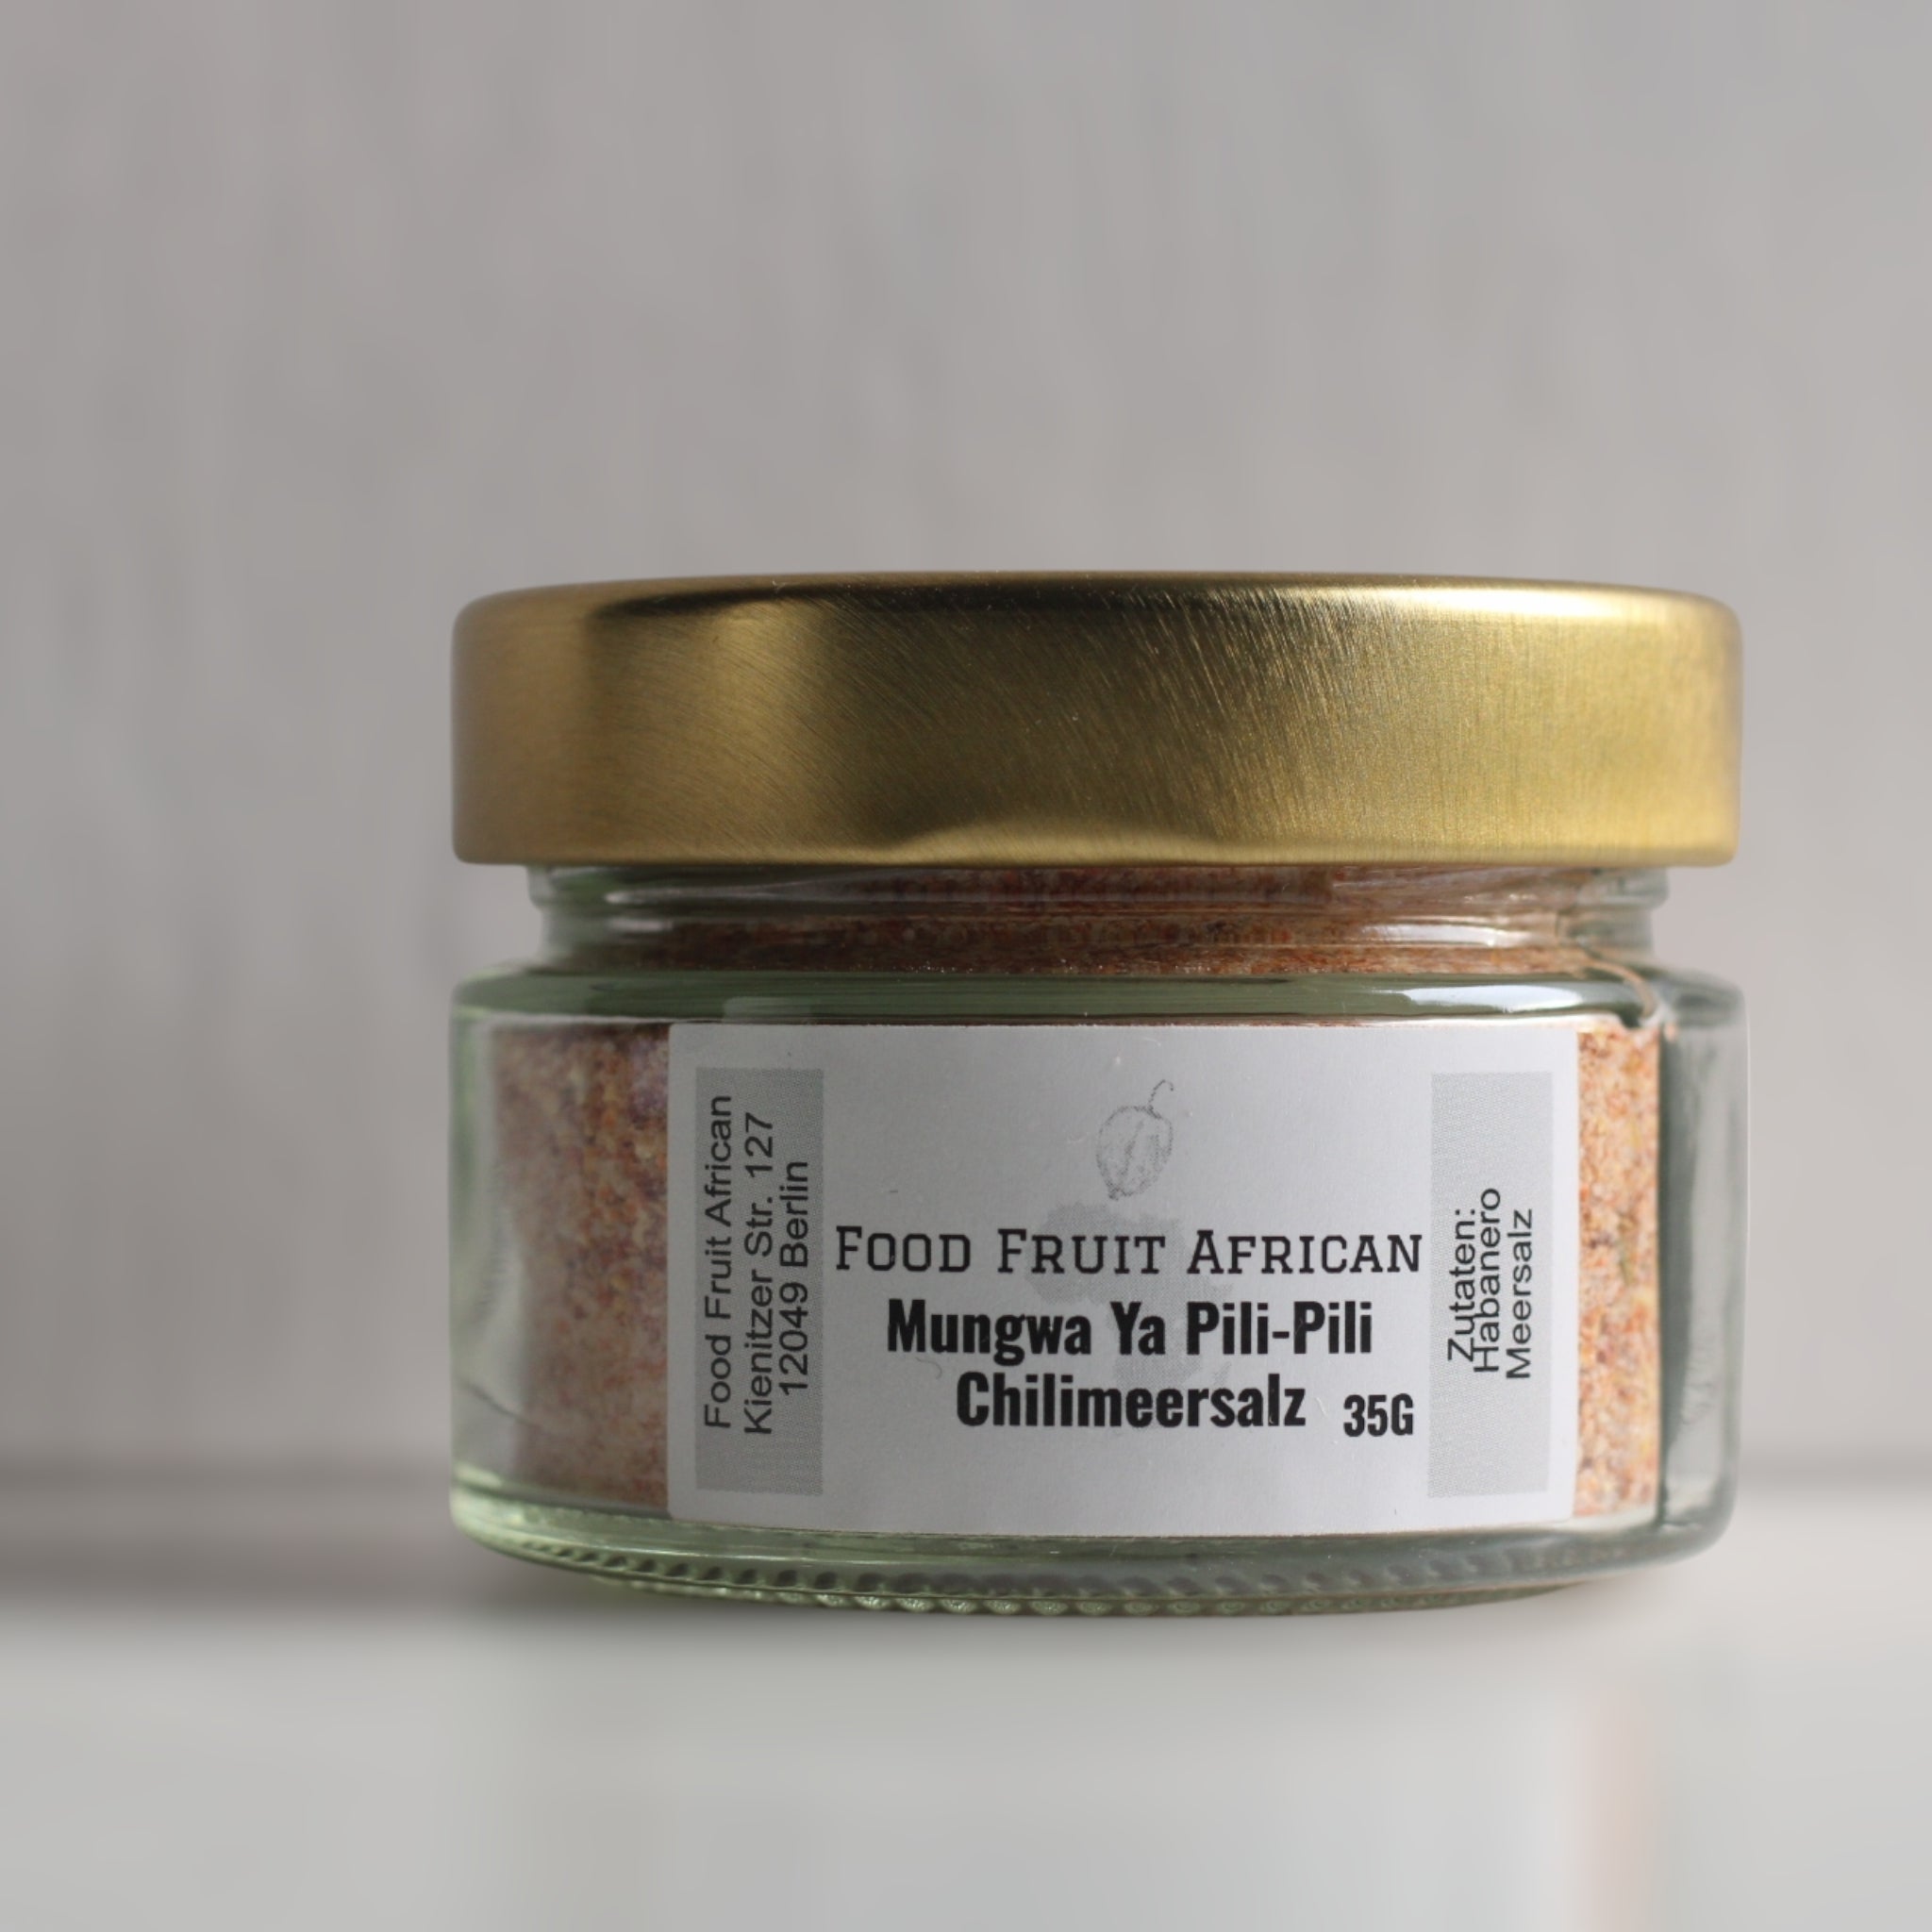 Food Fruit African
Kienitzer Str. 127
12049 Berlin
FOOD FRUIT AFRICAN
Mungwa Ya Pili-Pili
Chilimeersalz 35G
Zutaten:
Habanero
Meersalz